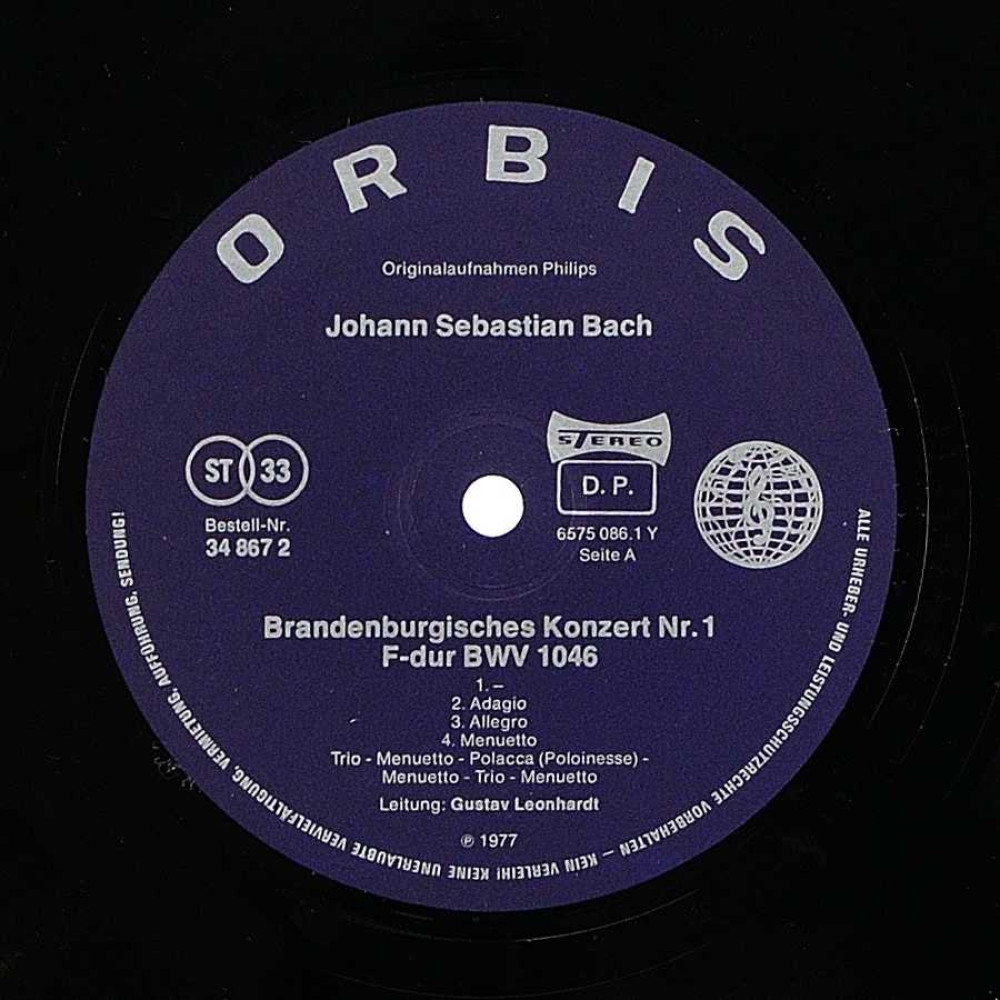 ORBIS
Originalaufnahmen Philips
Johann Sebastian Bach
ST 33
Bestell-Nr.
34 867 2
STEREO
D. P.
6575 086.1 Y
Seite A
Brandenburgisches Konzert Nr. 1
F-dur BWV 1046
1. –
2. Adagio
3. Allegro
4. Menuetto
Trio - Menuetto - Polacca (Poloinesse) -
Menuetto - Trio - Menuetto
Leitung: Gustav Leonhardt
℗ 1977
ALLE URHEBER- UND LEISTUNGSSCHUTZRECHTE VORBEHALTEN – KEIN VERLEIH! KEINE UNERLAUBTE VERVIELFÄLTIGUNG, VERMIETUNG, AUFFÜHRUNG, SENDUNG!